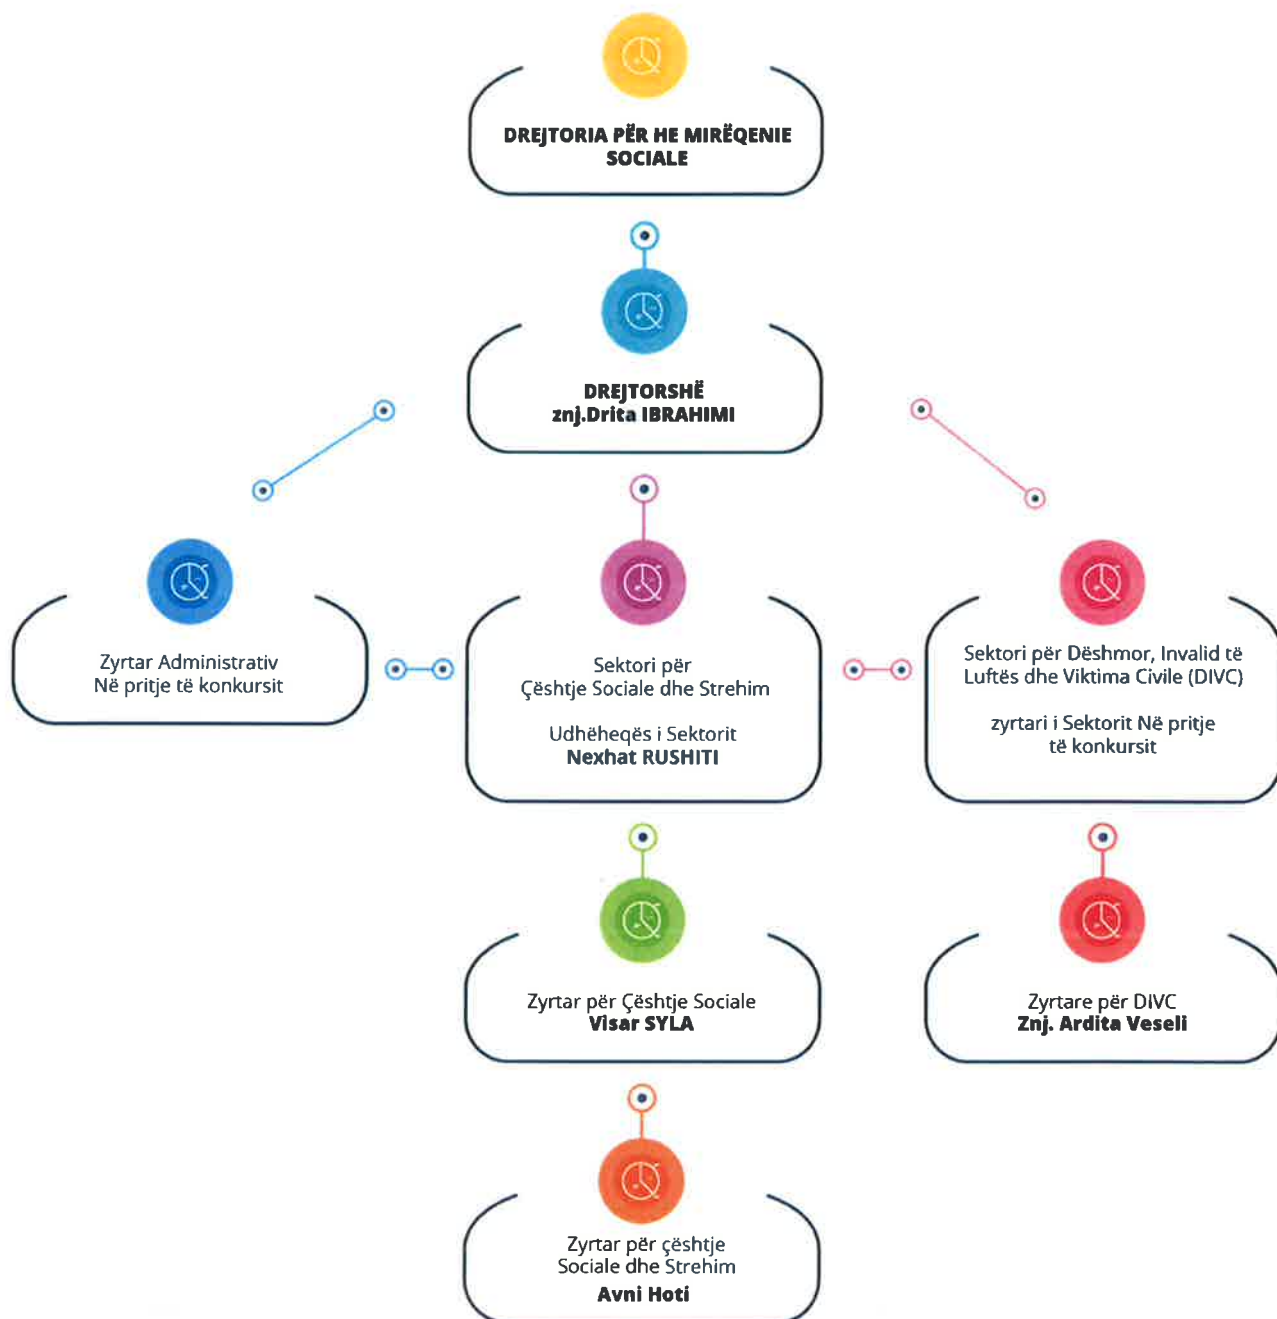 DREJTORIA PËR HE MIRËQENIE
SOCIALE
DREJTORSHË
znj.Drita IBRAHIMI
Zyrtar Administrativ
Në pritje të konkursit
Sektori për
Çështje Sociale dhe Strehim
Udhëheqës i Sektorit
Nexhat RUSHITI
Sektori për Dëshmor, Invalid të
Luftës dhe Viktima Civile (DIVC)
zyrtari i Sektorit Në pritje
të konkursit
Zyrtar për Çështje Sociale
Visar SYLA
Zyrtare për DIVC
Znj. Ardita Veseli
Zyrtar për çështje
Sociale dhe Strehim
Avni Hoti